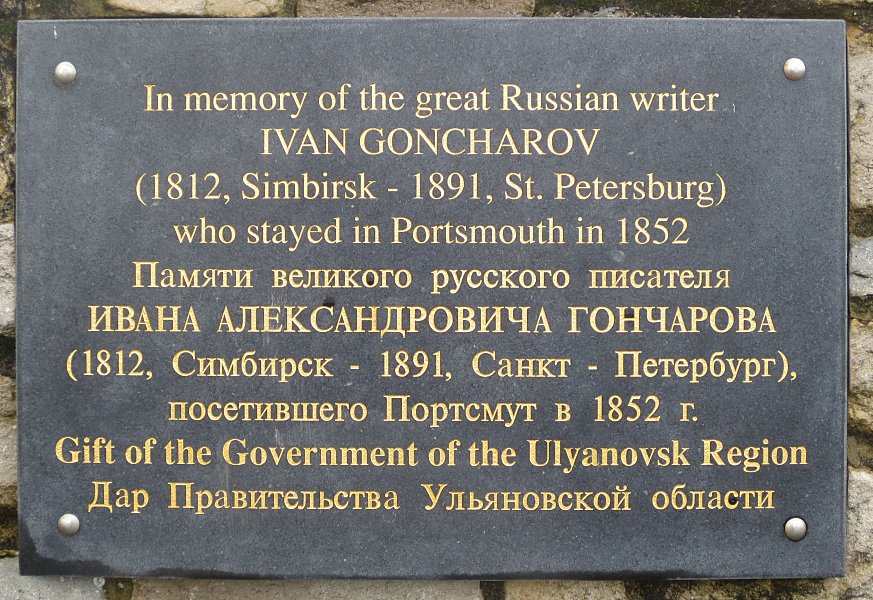 In memory of the great Russian writer
IVAN GONCHAROV
(1812, Simbirsk - 1891, St. Petersburg)
who stayed in Portsmouth in 1852
Памяти великого русского писателя
ИВАНА АЛЕКСАНДРОВИЧА ГОНЧАРОВА
(1812, Симбирск - 1891, Санкт - Петербург),
посетившего Портсмут в 1852 г.
Gift of the Government of the Ulyanovsk Region
Дар Правительства Ульяновской области